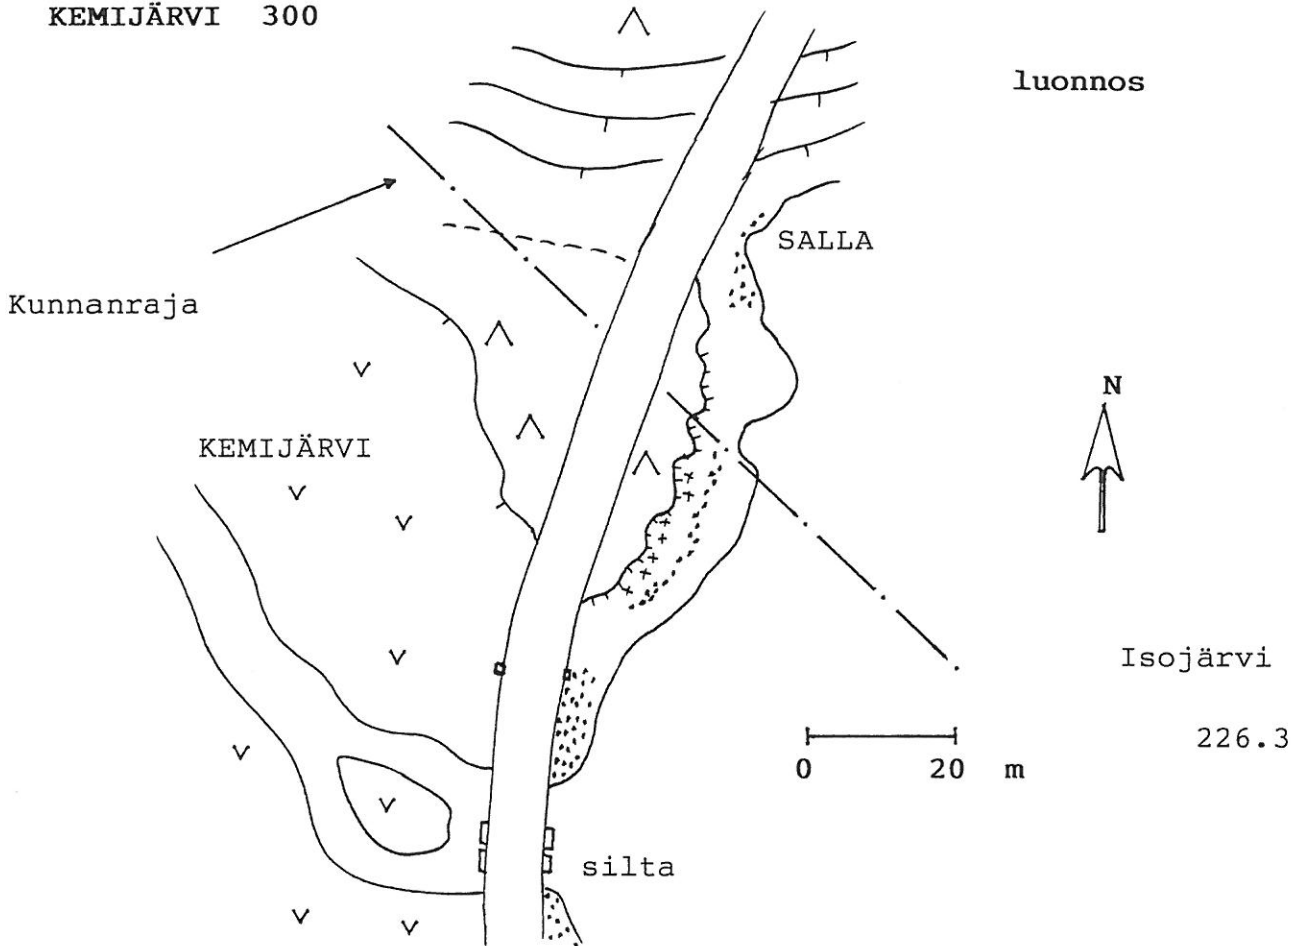 KEMIJÄRVI 300
luonnos
SALLA
Kunnanraja
N
KEMIJÄRVI
Isojärvi
226.3
0 20 m
silta